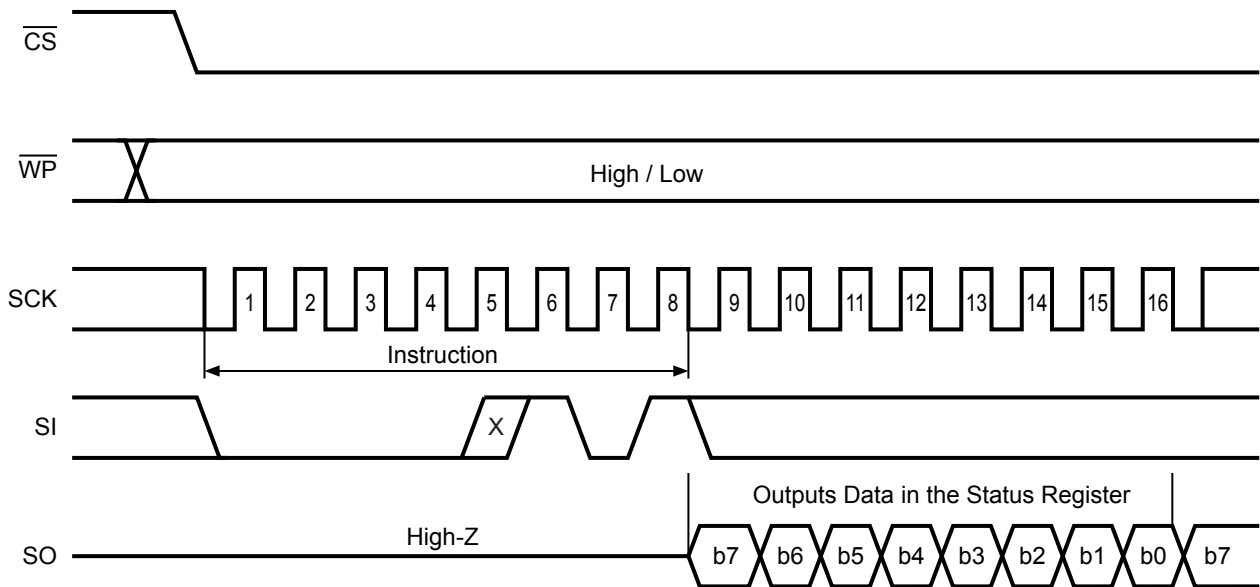 CS
WP
High / Low
SCK
1 2 3 4 5 6 7 8 9 10 11 12 13 14 15 16
Instruction
SI
X
Outputs Data in the Status Register
High-Z
SO
b7 b6 b5 b4 b3 b2 b1 b0 b7